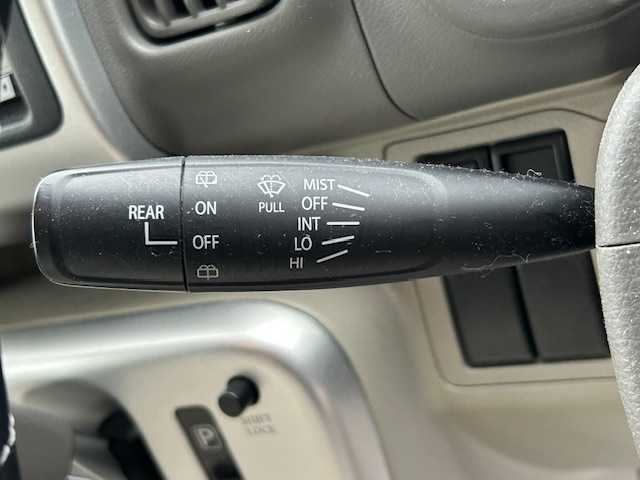 REAR
ON
OFF
PULL
MIST
OFF
INT
LO
HI
P
SHIFT
LOCK
A